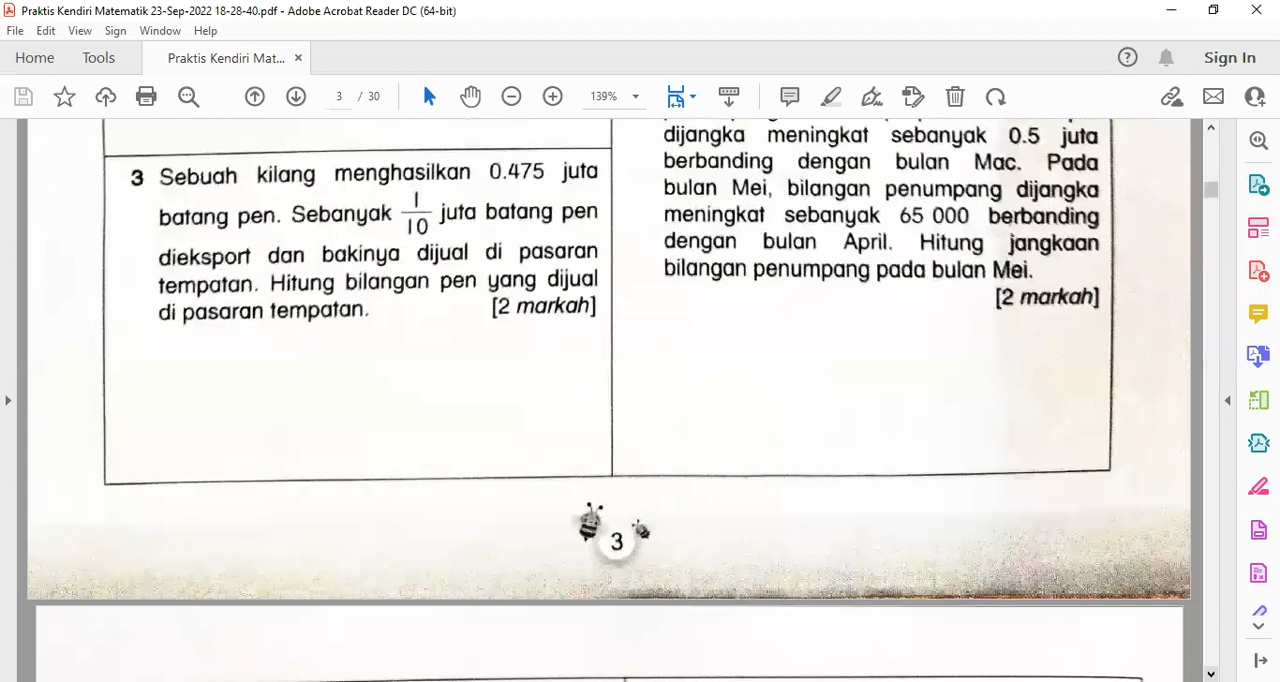 Praktis Kendiri Matematik 23-Sep-2022 18-28-40.pdf - Adobe Acrobat Reader DC (64-bit)
File Edit View Sign Window Help
Home Tools Praktis Kendiri Mat... × Sign In
3 / 30 139%
3 Sebuah kilang menghasilkan 0.475 juta
batang pen. Sebanyak 1/10 juta batang pen
dieksport dan bakinya dijual di pasaran
tempatan. Hitung bilangan pen yang dijual
di pasaran tempatan. [2 markah]
dijangka meningkat sebanyak 0.5 juta
berbanding dengan bulan Mac. Pada
bulan Mei, bilangan penumpang dijangka
meningkat sebanyak 65 000 berbanding
dengan bulan April. Hitung jangkaan
bilangan penumpang pada bulan Mei.
[2 markah]
3